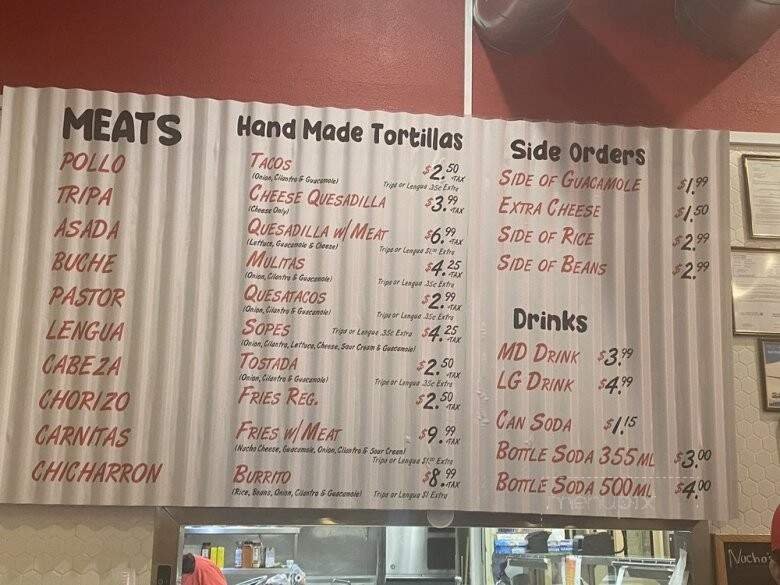 MEATS
POLLO
TRIPA
ASADA
BUCHE
PASTOR
LENGUA
CABEZA
CHORIZO
CARNITAS
CHICHARRON
Hand Made Tortillas
TACOS $2.50 +TAX
(Onion, Cilantro & Guacamole) Tripa or Lengua .35¢ Extra
CHEESE QUESADILLA $3.99 +TAX
(Cheese Only)
QUESADILLA W/ MEAT $6.99 +TAX
(Lettuce, Guacamole & Cheese) Tripa or Lengua $1.00 Extra
MULITAS $4.25 +TAX
(Onion, Cilantro & Guacamole) Tripa or Lengua .35¢ Extra
QUESATACOS $2.99 +TAX
(Onion, Cilantro & Guacamole) Tripa or Lengua .35¢ Extra
SOPES Tripa or Lengua .35¢ Extra $4.25 +TAX
(Onion, Cilantro, Lettuce, Cheese, Sour Cream & Guacamole)
TOSTADA $2.50 +TAX
(Onion, Cilantro & Guacamole) Tripa or Lengua .35¢ Extra
FRIES REG. $2.50 +TAX
FRIES W/ MEAT $9.99 +TAX
(Nacho Cheese, Guacamole, Onion, Cilantro & Sour Cream)
Tripa or Lengua $1.00 Extra
BURRITO $8.99 +TAX
(Rice, Beans, Onion, Cilantro & Guacamole) Tripa or Lengua $1 Extra
Side Orders
SIDE OF GUACAMOLE $1.99
EXTRA CHEESE $1.50
SIDE OF RICE $2.99
SIDE OF BEANS $2.99
Drinks
MD DRINK $3.99
LG DRINK $4.99
CAN SODA $1.15
BOTTLE SODA 355 ML $3.00
BOTTLE SODA 500 ML $4.00
menupix
Nacho's